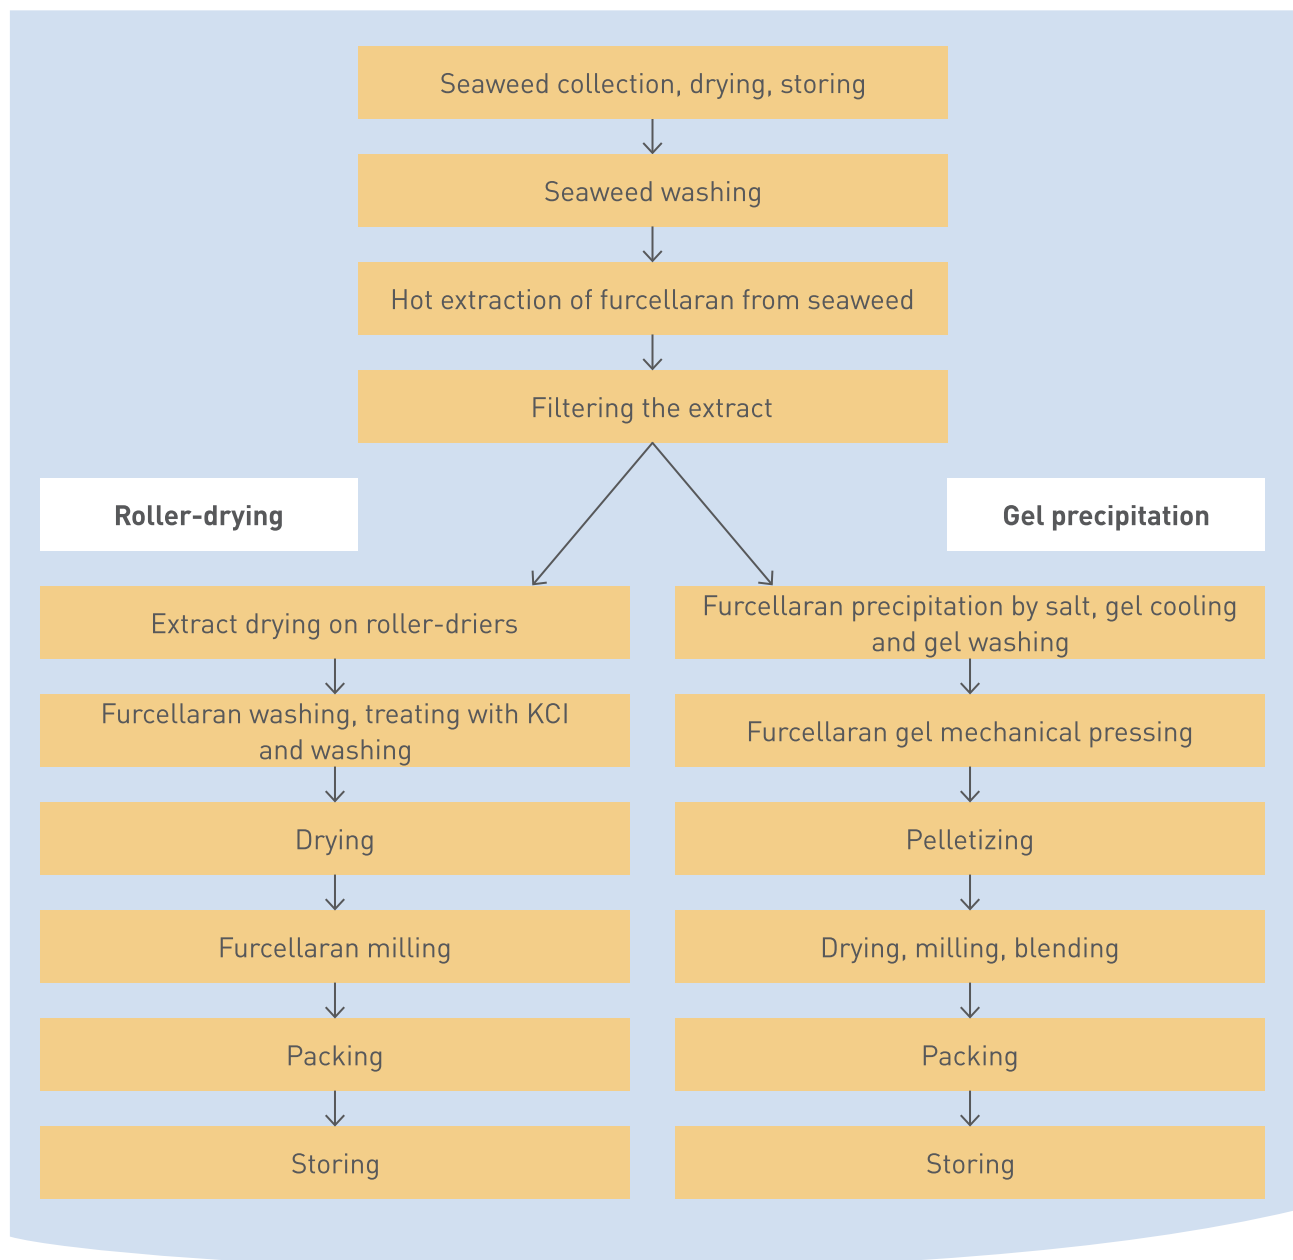 Seaweed collection, drying, storing
Seaweed washing
Hot extraction of furcellaran from seaweed
Filtering the extract
Roller-drying
Gel precipitation
Extract drying on roller-driers
Furcellaran washing, treating with KCI
and washing
Drying
Furcellaran milling
Packing
Storing
Furcellaran precipitation by salt, gel cooling
and gel washing
Furcellaran gel mechanical pressing
Pelletizing
Drying, milling, blending
Packing
Storing